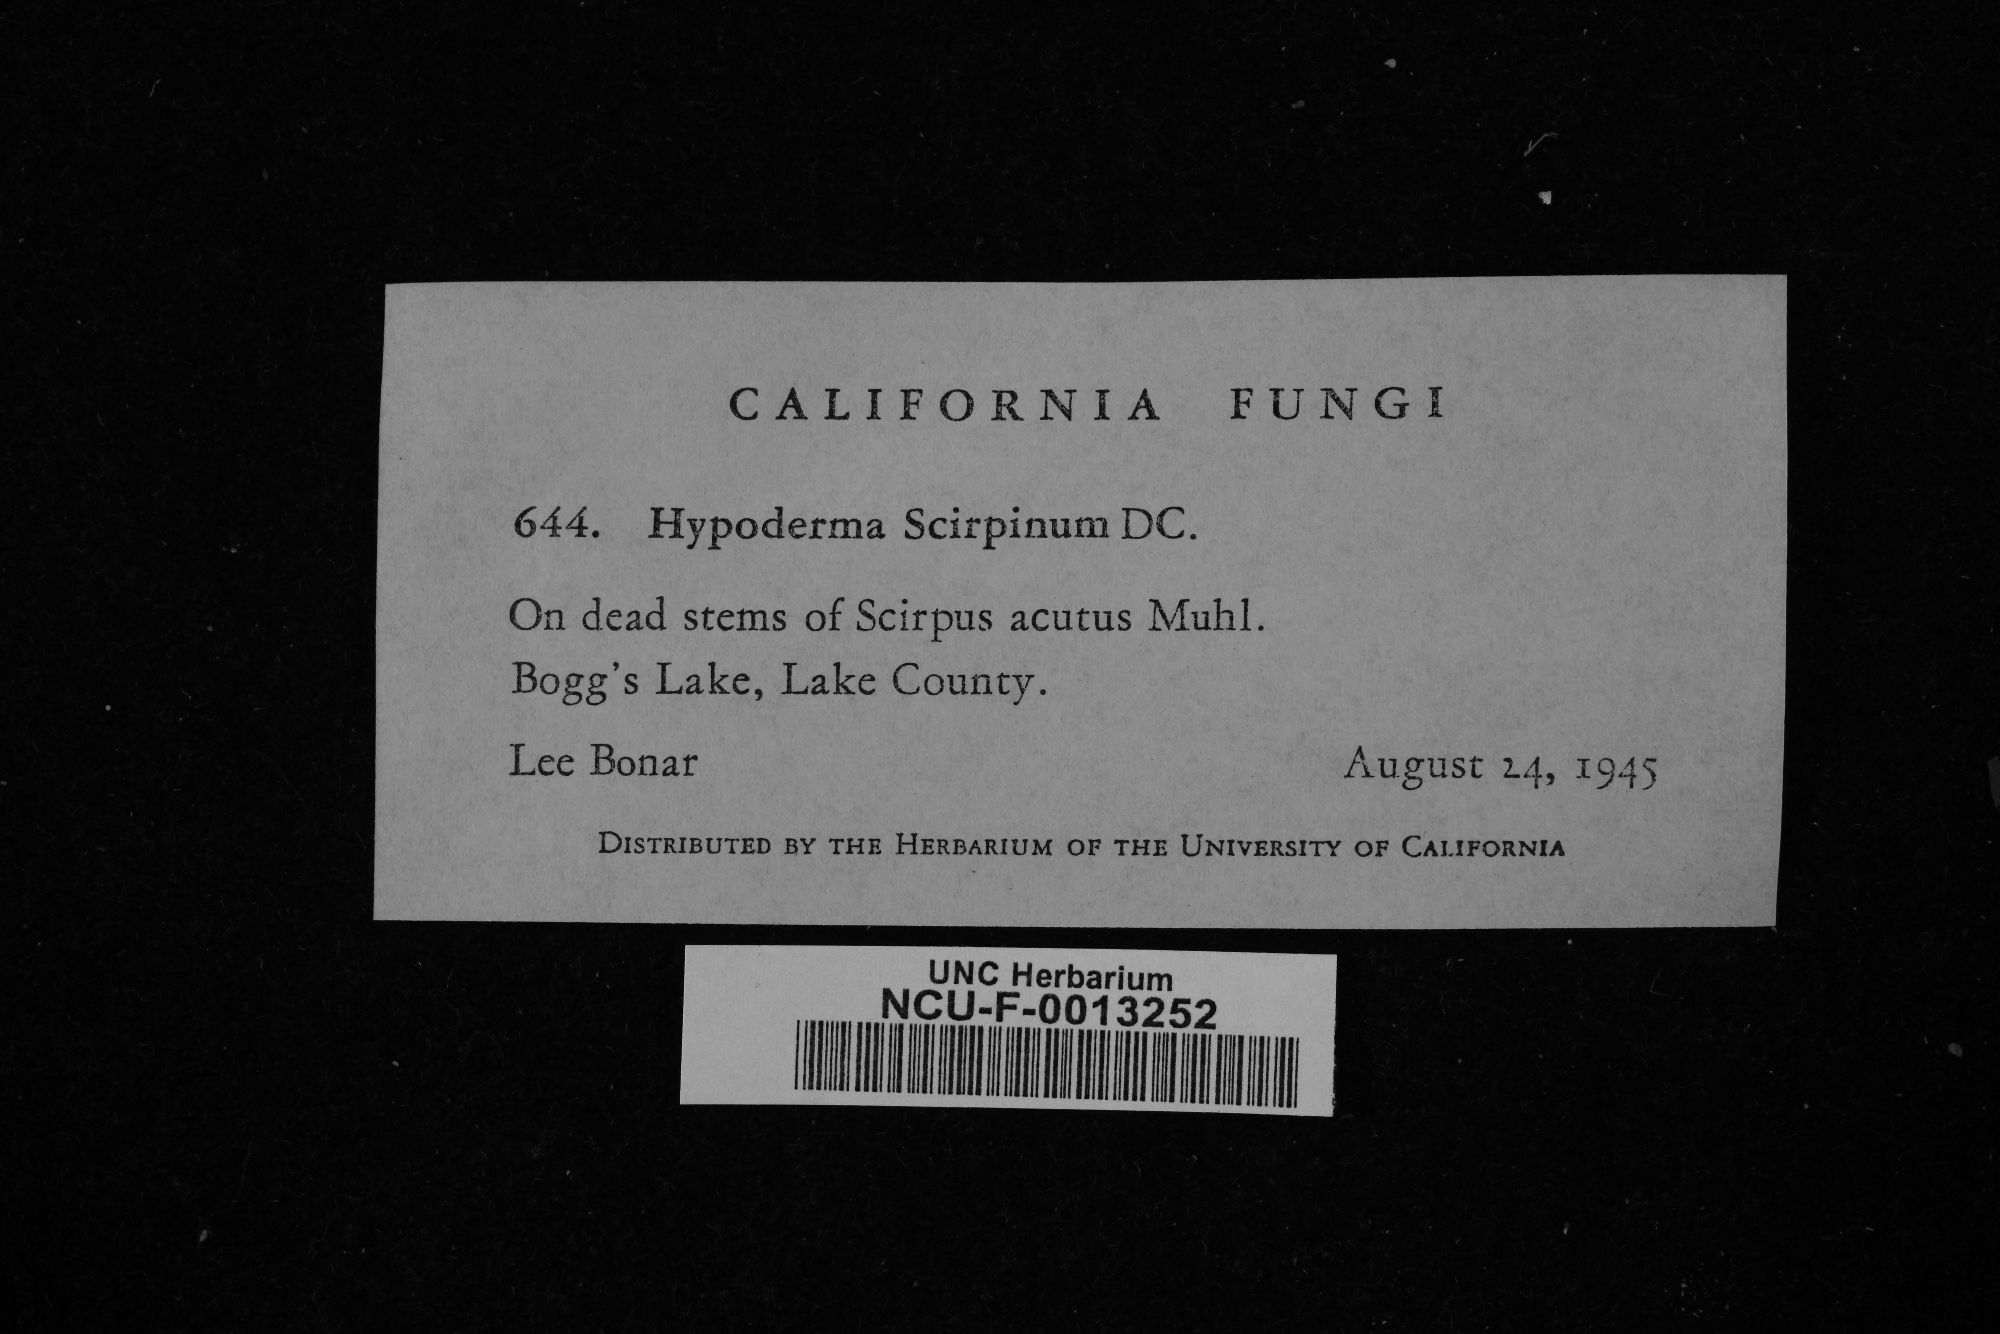 CALIFORNIA FUNGI
644. Hypoderma Scirpinum DC.
On dead stems of Scirpus acutus Muhl.
Bogg's Lake, Lake County.
Lee Bonar August 24, 1945
Distributed by the Herbarium of the University of California
UNC Herbarium
NCU-F-0013252